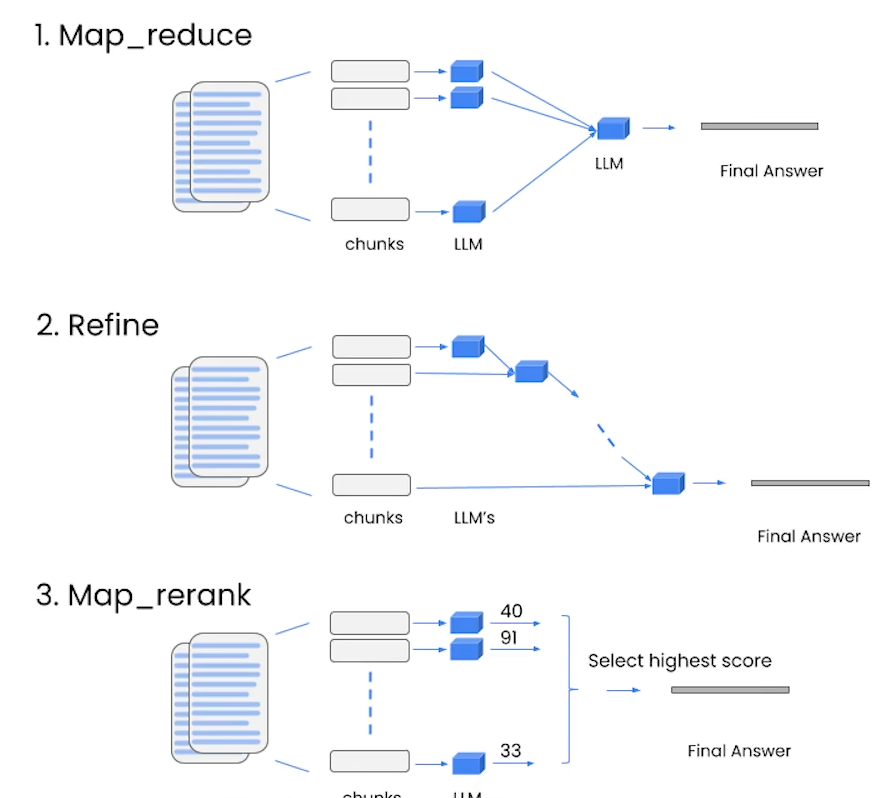 1. Map_reduce
LLM
Final Answer
chunks
LLM
2. Refine
chunks
LLM's
Final Answer
3. Map_rerank
40
91
Select highest score
33
Final Answer
chunks
LLM